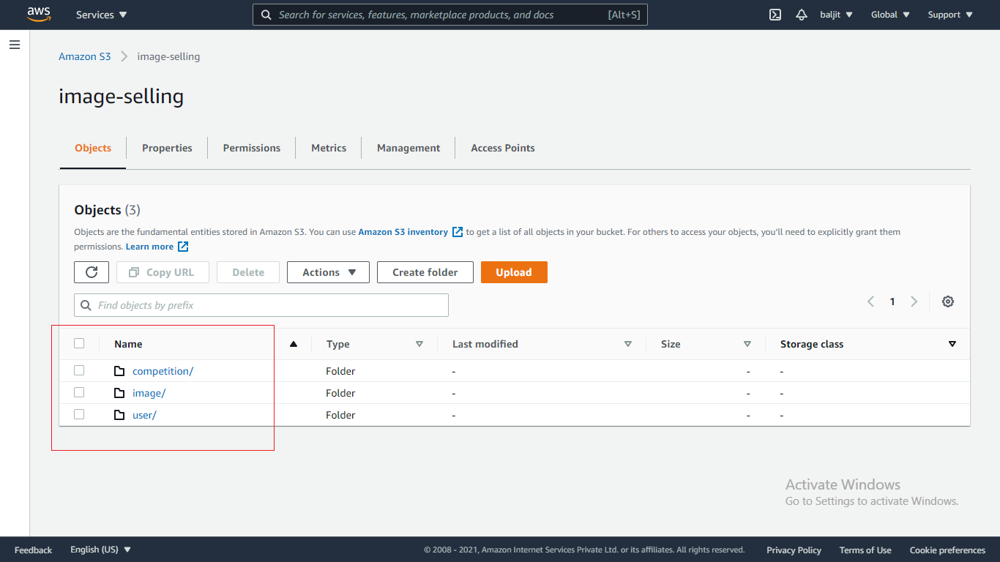 aws Services Search for services, features, marketplace products, and docs [Alt+S] baljit Global Support
Amazon S3 image-selling
image-selling
Objects Properties Permissions Metrics Management Access Points
Objects (3)
Objects are the fundamental entities stored in Amazon S3. You can use Amazon S3 inventory to get a list of all objects in your bucket. For others to access your objects, you’ll need to explicitly grant them
permissions. Learn more
Copy URL Delete Actions Create folder Upload
Find objects by prefix 1
Name Type Last modified Size Storage class
competition/ Folder - - -
image/ Folder - - -
user/ Folder - - -
Activate Windows
Go to Settings to activate Windows.
Feedback English (US) © 2008 - 2021, Amazon Internet Services Private Ltd. or its affiliates. All rights reserved. Privacy Policy Terms of Use Cookie preferences